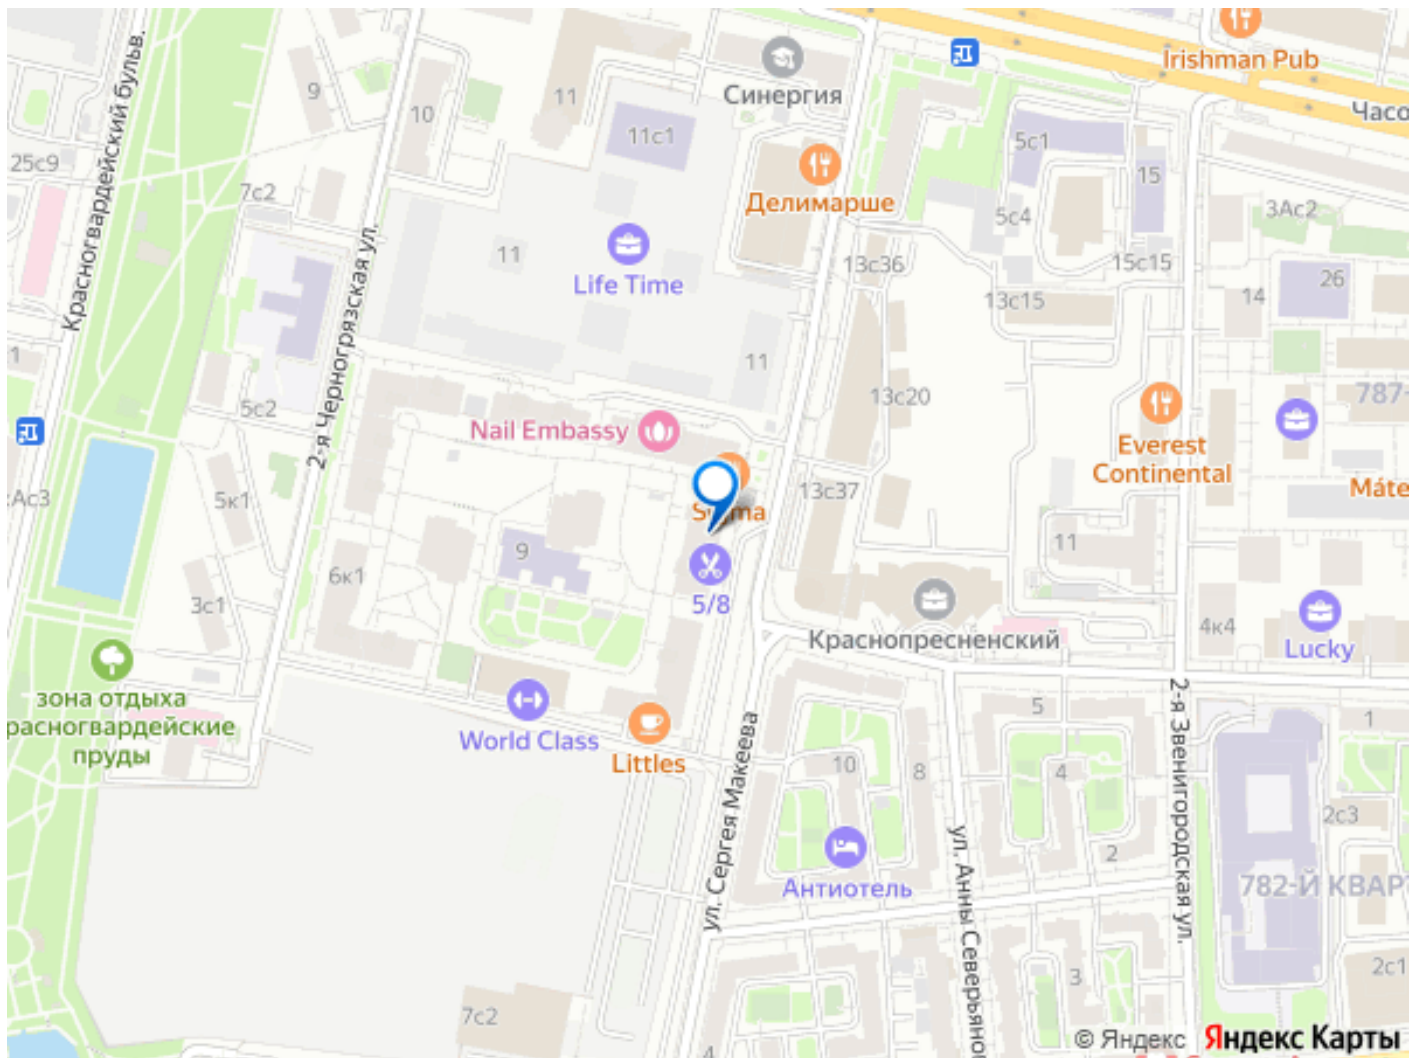 Irishman Pub
Часо
Синергия
9
10
11
11с1
5с1
15
25с9
Красногвардейский бульв.
7с2
Делимарше
5с4
3Ас2
2-я Черногрязская ул.
11
Life Time
13с36
15с15
26
14
13с15
1
11
5с2
13с20
787-
Nail Embassy
Everest
Continental
5к1
13с37
Máte
9
11
6к1
3с1
5/8
4к4
Краснопресненский
Lucky
зона отдыха
расногвардейские
пруды
World Class
Littles
5
1
10
8
4
2-я Звенигородская ул.
ул. Сергея Макеева
2с3
2
Антиотель
782-Й КВАР
ул. Анны Северьяно
3
2с1
7с2
4
© Яндекс Яндекс Карты